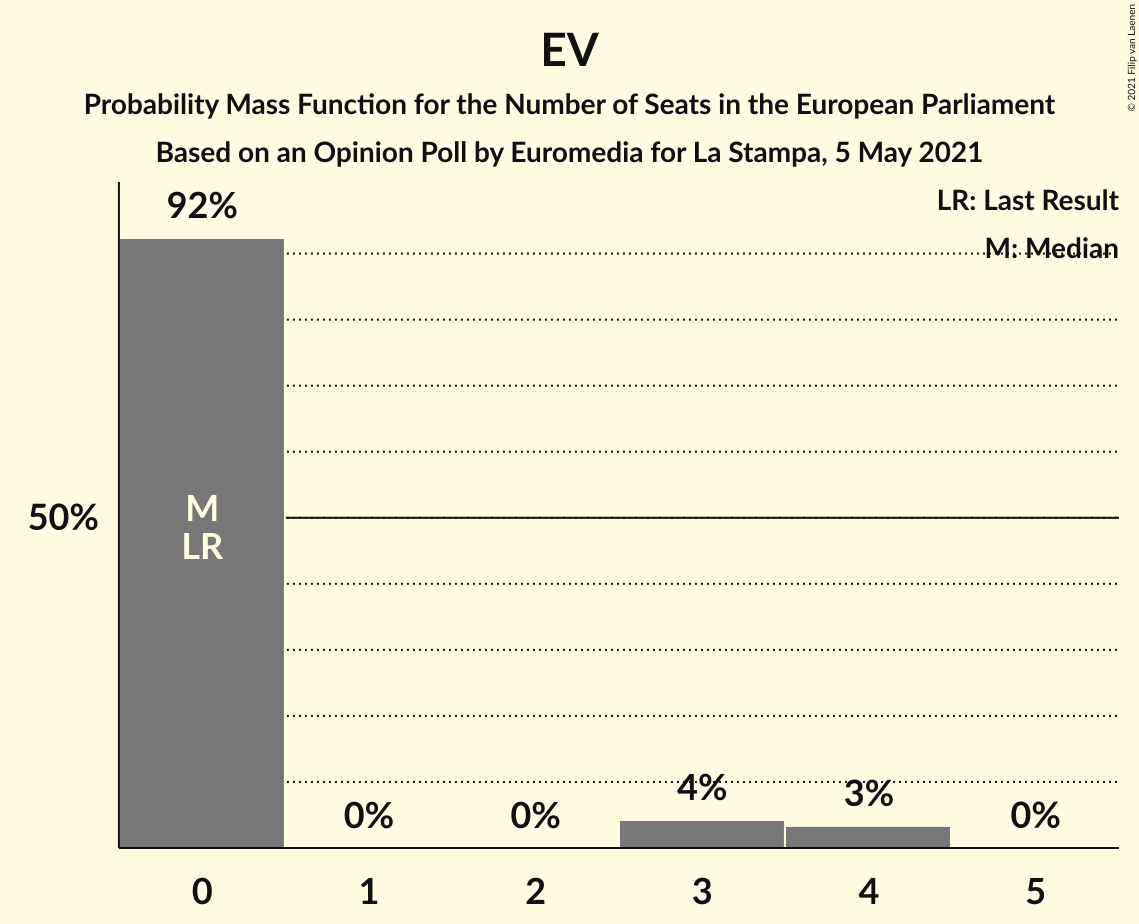 EV
Probability Mass Function for the Number of Seats in the European Parliament
Based on an Opinion Poll by Euromedia for La Stampa, 5 May 2021
© 2021 Filip van Laenen
LR: Last Result
M: Median
92%
50%
M
LR
0%
0%
4%
3%
0%
0
1
2
3
4
5